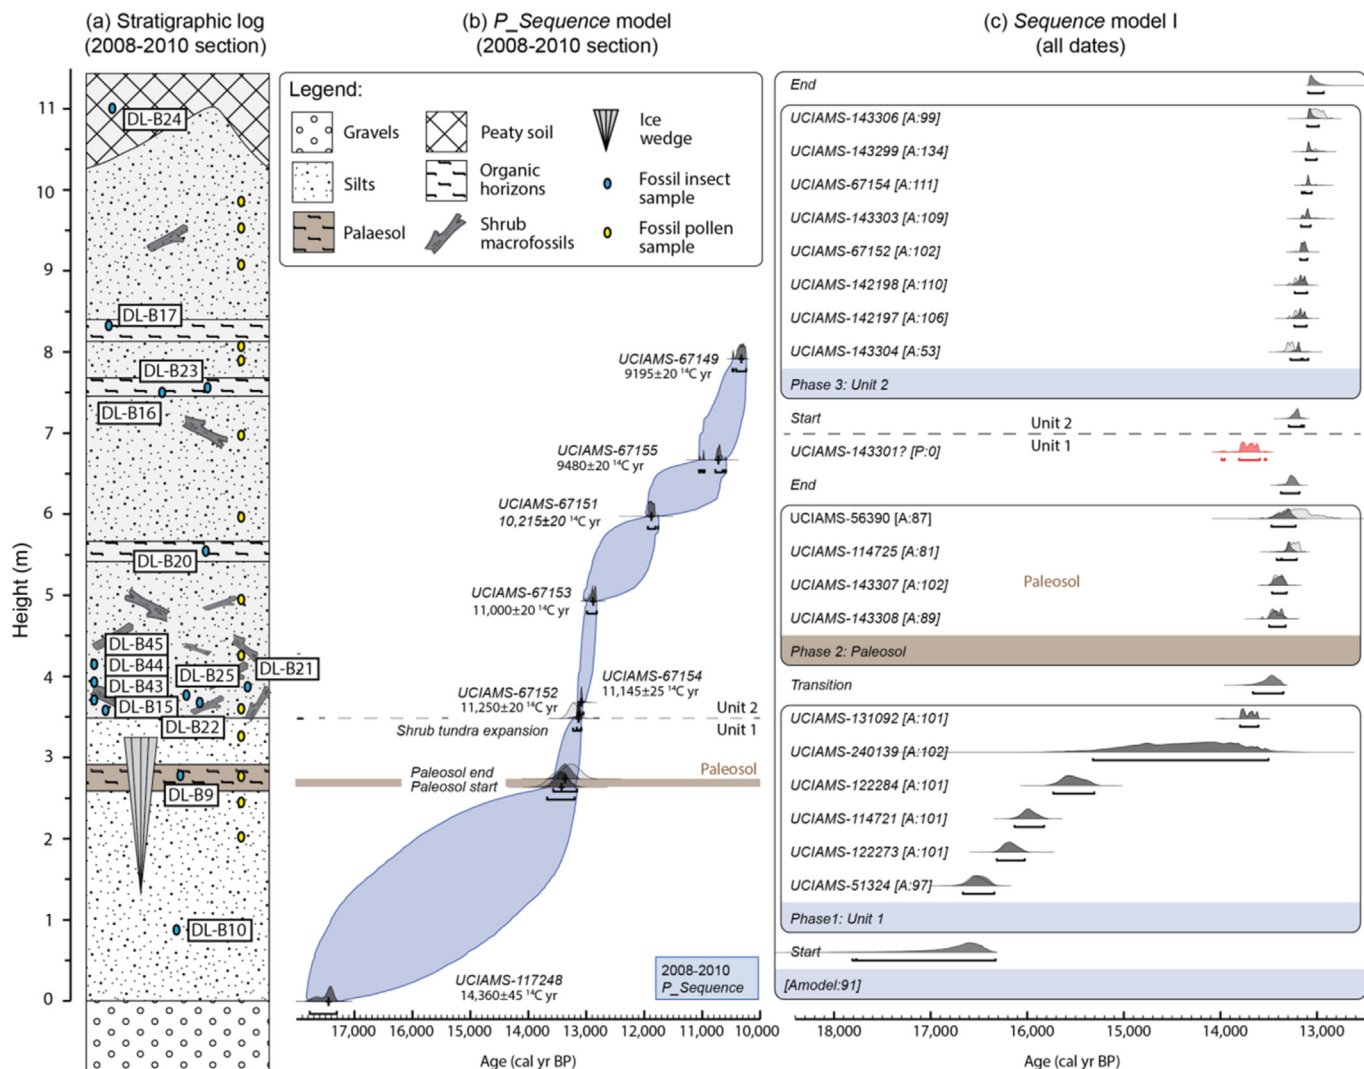 (a) Stratigraphic log
(2008-2010 section)
(b) P_Sequence model
(2008-2010 section)
(c) Sequence model I
(all dates)
Height (m)
11
10
9
8
7
6
5
4
3
2
1
0
DL-B24
DL-B17
DL-B23
DL-B16
DL-B20
DL-B45
DL-B44
DL-B43
DL-B15
DL-B25
DL-B21
DL-B22
DL-B9
DL-B10
Legend:
Gravels
Silts
Palaesol
Peaty soil
Organic
horizons
Shrub
macrofossils
Ice
wedge
Fossil insect
sample
Fossil pollen
sample
UCIAMS-67149
9195±20 ¹⁴C yr
UCIAMS-67155
9480±20 ¹⁴C yr
UCIAMS-67151
10,215±20 ¹⁴C yr
UCIAMS-67153
11,000±20 ¹⁴C yr
UCIAMS-67154
11,145±25 ¹⁴C yr
UCIAMS-67152
11,250±20 ¹⁴C yr
Unit 2
Shrub tundra expansion
Unit 1
Paleosol
Paleosol end
Paleosol start
UCIAMS-117248
14,360±45 ¹⁴C yr
2008-2010
P_Sequence
17,000
16,000
15,000
14,000
13,000
12,000
11,000
10,000
Age (cal yr BP)
End
UCIAMS-143306 [A:99]
UCIAMS-143299 [A:134]
UCIAMS-67154 [A:111]
UCIAMS-143303 [A:109]
UCIAMS-67152 [A:102]
UCIAMS-142198 [A:110]
UCIAMS-142197 [A:106]
UCIAMS-143304 [A:53]
Phase 3: Unit 2
Start
Unit 2
Unit 1
UCIAMS-143301? [P:0]
End
UCIAMS-56390 [A:87]
UCIAMS-114725 [A:81]
UCIAMS-143307 [A:102]
Paleosol
UCIAMS-143308 [A:89]
Phase 2: Paleosol
Transition
UCIAMS-131092 [A:101]
UCIAMS-240139 [A:102]
UCIAMS-122284 [A:101]
UCIAMS-114721 [A:101]
UCIAMS-122273 [A:101]
UCIAMS-51324 [A:97]
Phase1: Unit 1
Start
[Amodel:91]
18,000
17,000
16,000
15,000
14,000
13,000
Age (cal yr BP)